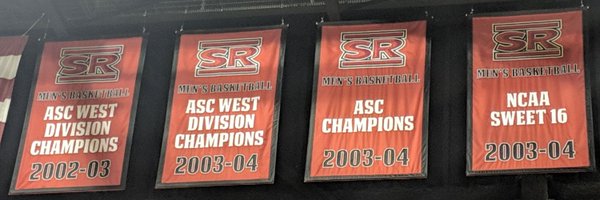 SR
MEN'S BASKETBALL
ASC WEST
DIVISION
CHAMPIONS
2002-03
SR
MEN'S BASKETBALL
ASC WEST
DIVISION
CHAMPIONS
2003-04
SR
MEN'S BASKETBALL
ASC
CHAMPIONS
2003-04
SR
MEN'S BASKETBALL
NCAA
SWEET 16
2003-04